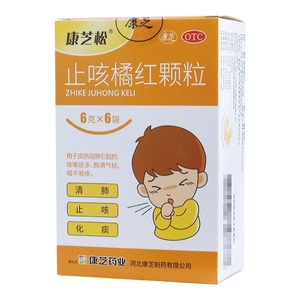 康芝
康芝松®
康芝
OTC
止咳橘红颗粒
ZHIKE JUHONG KELI
6克×6袋
用于痰热阻肺引起的
咳嗽痰多，胸满气短，
咽干喉痒。
清肺
止咳
化痰
康芝药业
河北康芝制药有限公司